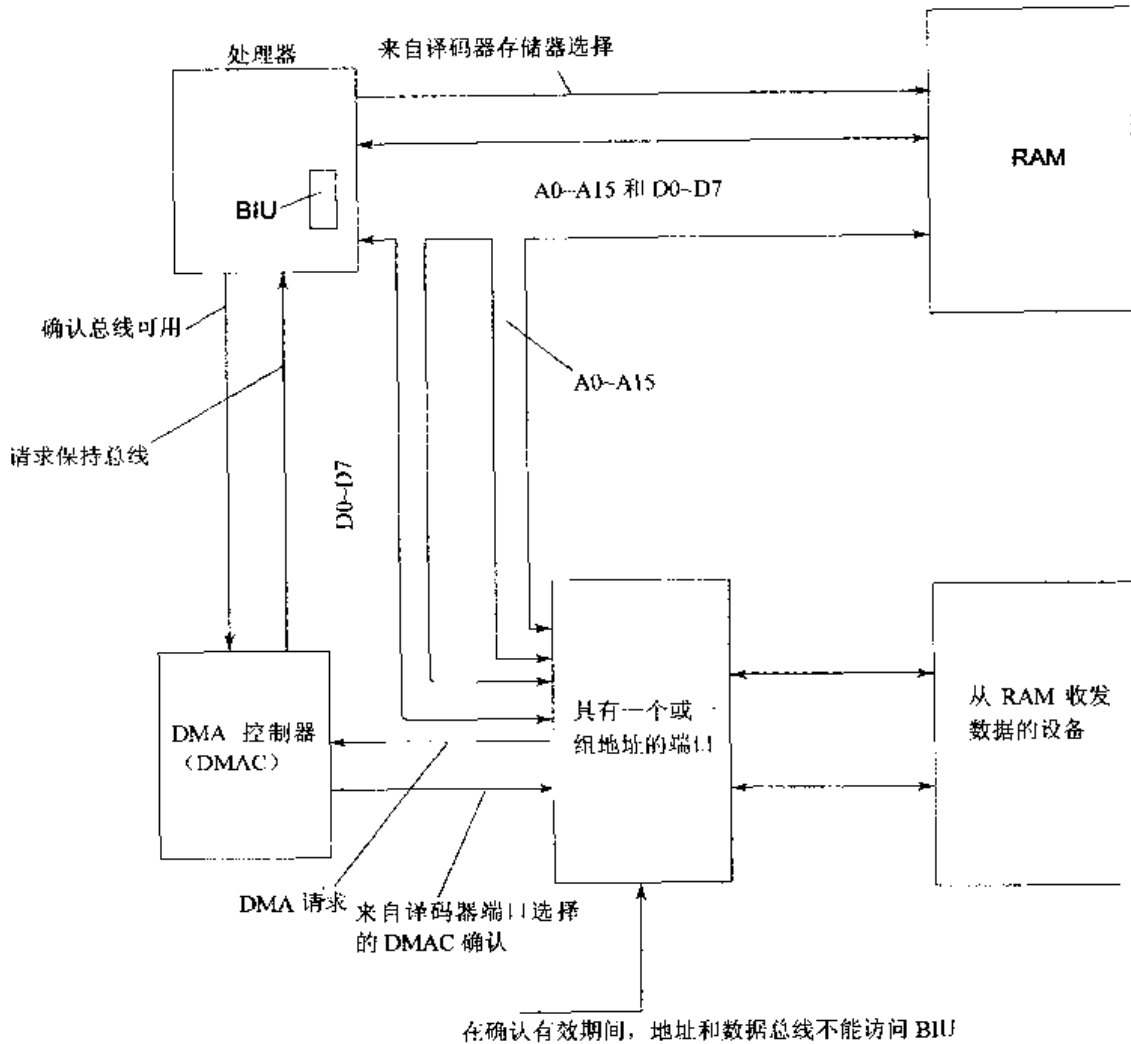 处理器
来自译码器存储器选择
RAM
BIU
A0~A15 和 D0~D7
确认总线可用
A0~A15
请求保持总线
D0~D7
DMA 控制器
（DMAC）
具有一个或一
组地址的端口
从 RAM 收发
数据的设备
DMA 请求
来自译码器端口选择
的 DMAC 确认
在确认有效期间，地址和数据总线不能访问 BIU